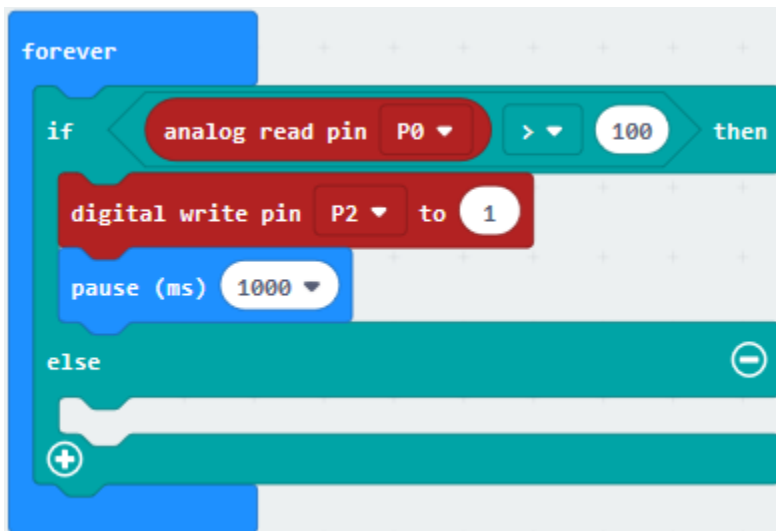 forever
if analog read pin P0 > 100 then
digital write pin P2 to 1
pause (ms) 1000
else